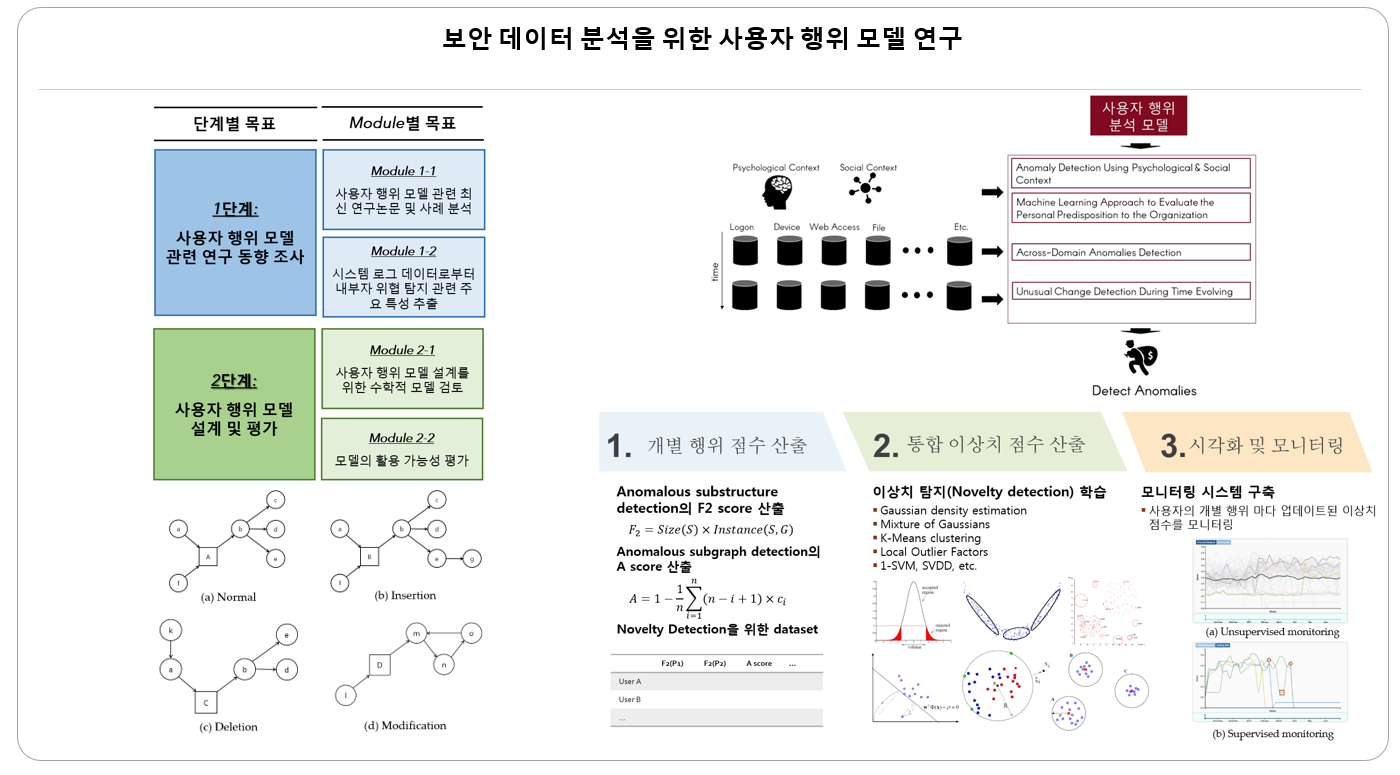 보안 데이터 분석을 위한 사용자 행위 모델 연구
단계별 목표
Module별 목표
1단계:
사용자 행위 모델
관련 연구 동향 조사
Module 1-1
사용자 행위 모델 관련 최
신 연구논문 및 사례 분석
Module 1-2
시스템 로그 데이터로부터
내부자 위협 탐지 관련 주
요 특성 추출
2단계:
사용자 행위 모델
설계 및 평가
Module 2-1
사용자 행위 모델 설계를
위한 수학적 모델 검토
Module 2-2
모델의 활용 가능성 평가
a
b
c
d
e
f
A
(a) Normal
a
b
c
d
e
g
f
B
(b) Insertion
k
a
b
e
d
C
(c) Deletion
m
o
n
D
l
(d) Modification
사용자 행위
분석 모델
Psychological Context
Social Context
Logon
Device
Web Access
File
Etc.
time
Anomaly Detection Using Psychological & Social
Context
Machine Learning Approach to Evaluate the
Personal Predisposition to the Organization
Across-Domain Anomalies Detection
Unusual Change Detection During Time Evolving
Detect Anomalies
1. 개별 행위 점수 산출
Anomalous substructure
detection의 F2 score 산출
F₂ = Size(S) × Instance(S, G)
Anomalous subgraph detection의
A score 산출
A = 1 − 1/n ∑ⁿᵢ₌₁ (n − i + 1) × cᵢ
Novelty Detection을 위한 dataset
F₂(P1) F₂(P2) A score ...
User A
User B
...
2. 통합 이상치 점수 산출
이상치 탐지(Novelty detection) 학습
▪ Gaussian density estimation
▪ Mixture of Gaussians
▪ K-Means clustering
▪ Local Outlier Factors
▪ 1-SVM, SVDD, etc.
accepted
region
rejected
region
volume
R
A
B
C
3. 시각화 및 모니터링
모니터링 시스템 구축
▪ 사용자의 개별 행위 마다 업데이트된 이상치
점수를 모니터링
(a) Unsupervised monitoring
(b) Supervised monitoring